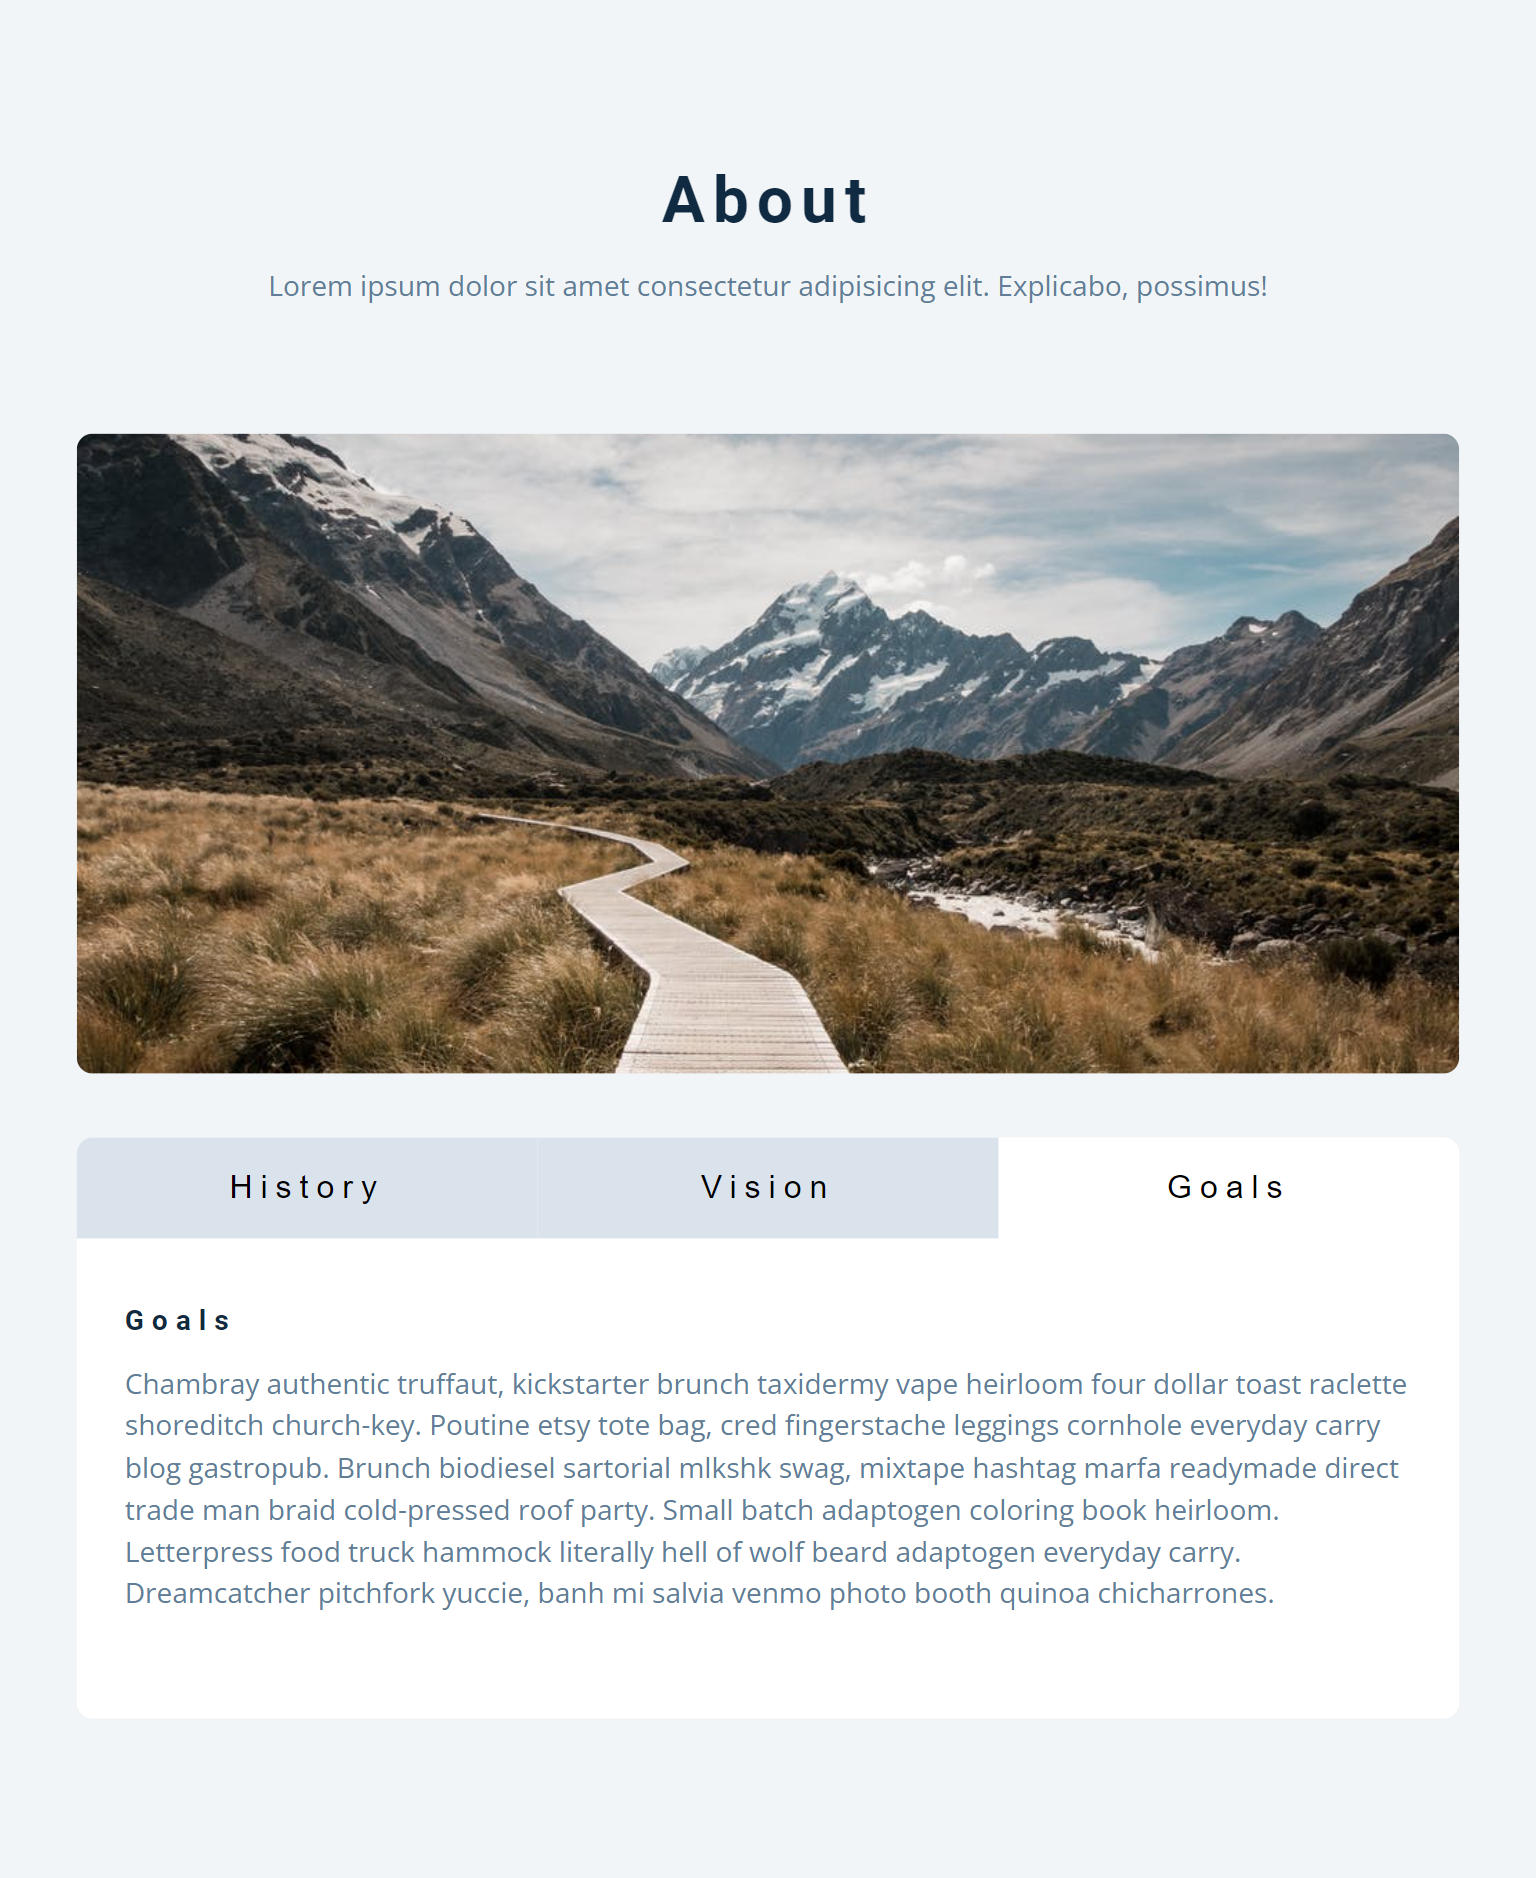 About
Lorem ipsum dolor sit amet consectetur adipisicing elit. Explicabo, possimus!
History
Vision
Goals
Goals
Chambray authentic truffaut, kickstarter brunch taxidermy vape heirloom four dollar toast raclette
shoreditch church-key. Poutine etsy tote bag, cred fingerstache leggings cornhole everyday carry
blog gastropub. Brunch biodiesel sartorial mlkshk swag, mixtape hashtag marfa readymade direct
trade man braid cold-pressed roof party. Small batch adaptogen coloring book heirloom.
Letterpress food truck hammock literally hell of wolf beard adaptogen everyday carry.
Dreamcatcher pitchfork yuccie, banh mi salvia venmo photo booth quinoa chicharrones.